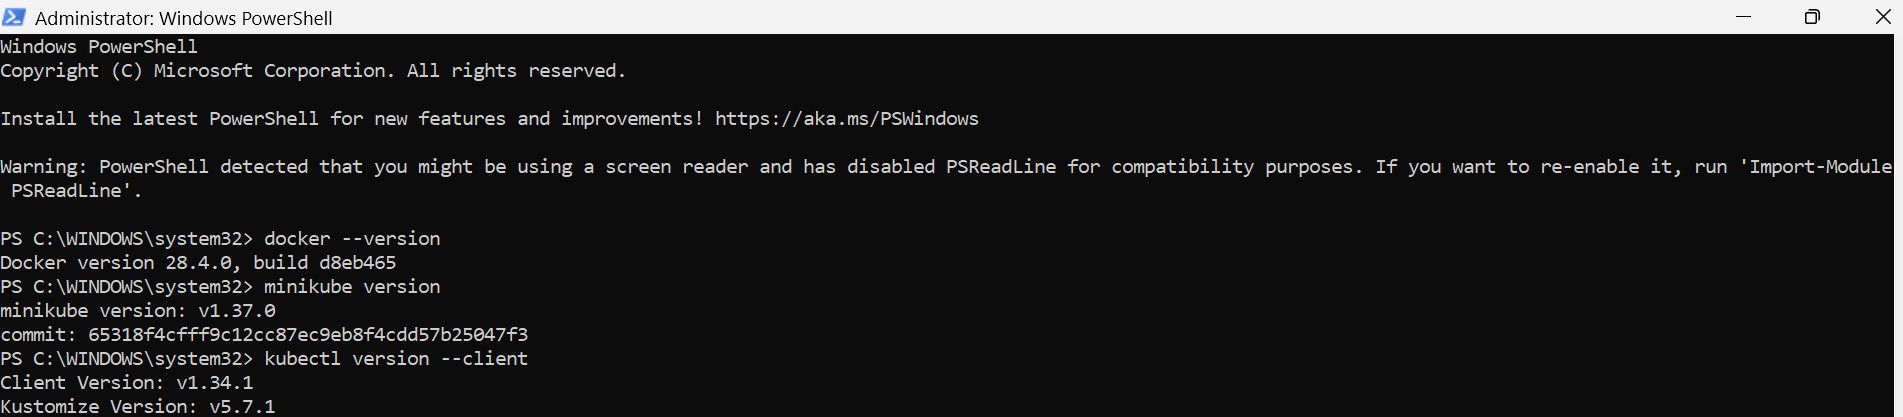 Administrator: Windows PowerShell
Windows PowerShell
Copyright (C) Microsoft Corporation. All rights reserved.
Install the latest PowerShell for new features and improvements! https://aka.ms/PSWindows
Warning: PowerShell detected that you might be using a screen reader and has disabled PSReadLine for compatibility purposes. If you want to re-enable it, run 'Import-Module
PSReadLine'.
PS C:\WINDOWS\system32> docker --version
Docker version 28.4.0, build d8eb465
PS C:\WINDOWS\system32> minikube version
minikube version: v1.37.0
commit: 65318f4cfff9c12cc87ec9eb8f4cdd57b25047f3
PS C:\WINDOWS\system32> kubectl version --client
Client Version: v1.34.1
Kustomize Version: v5.7.1